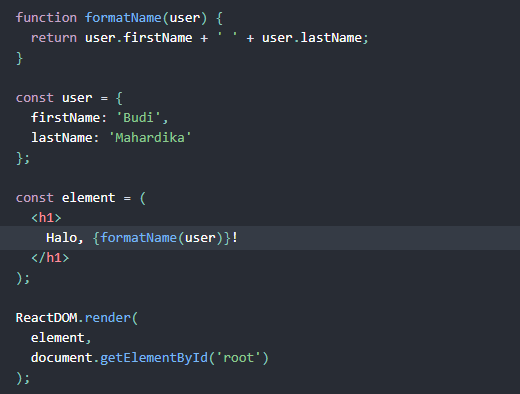 function formatName(user) {
  return user.firstName + ' ' + user.lastName;
}

const user = {
  firstName: 'Budi',
  lastName: 'Mahardika'
};

const element = (
  <h1>
    Halo, {formatName(user)}!
  </h1>
);

ReactDOM.render(
  element,
  document.getElementById('root')
);